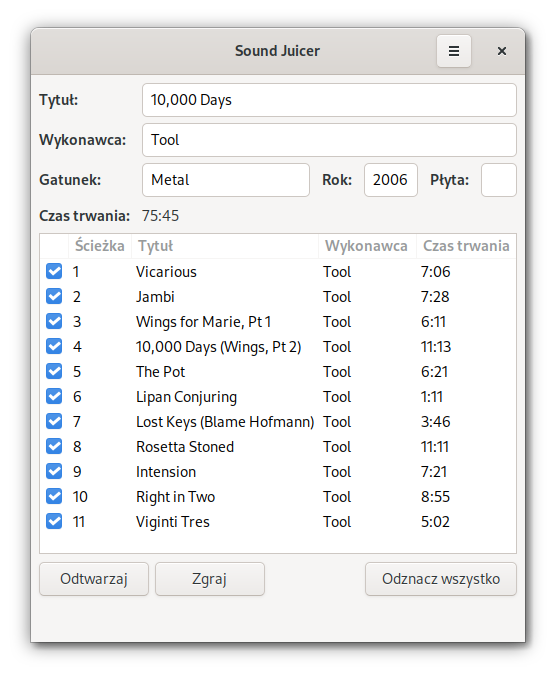 Sound Juicer
Tytuł: 10,000 Days
Wykonawca: Tool
Gatunek: Metal Rok: 2006 Płyta:
Czas trwania: 75:45
Ścieżka Tytuł Wykonawca Czas trwania
1 Vicarious Tool 7:06
2 Jambi Tool 7:28
3 Wings for Marie, Pt 1 Tool 6:11
4 10,000 Days (Wings, Pt 2) Tool 11:13
5 The Pot Tool 6:21
6 Lipan Conjuring Tool 1:11
7 Lost Keys (Blame Hofmann) Tool 3:46
8 Rosetta Stoned Tool 11:11
9 Intension Tool 7:21
10 Right in Two Tool 8:55
11 Viginti Tres Tool 5:02
Odtwarzaj Zgraj Odznacz wszystko